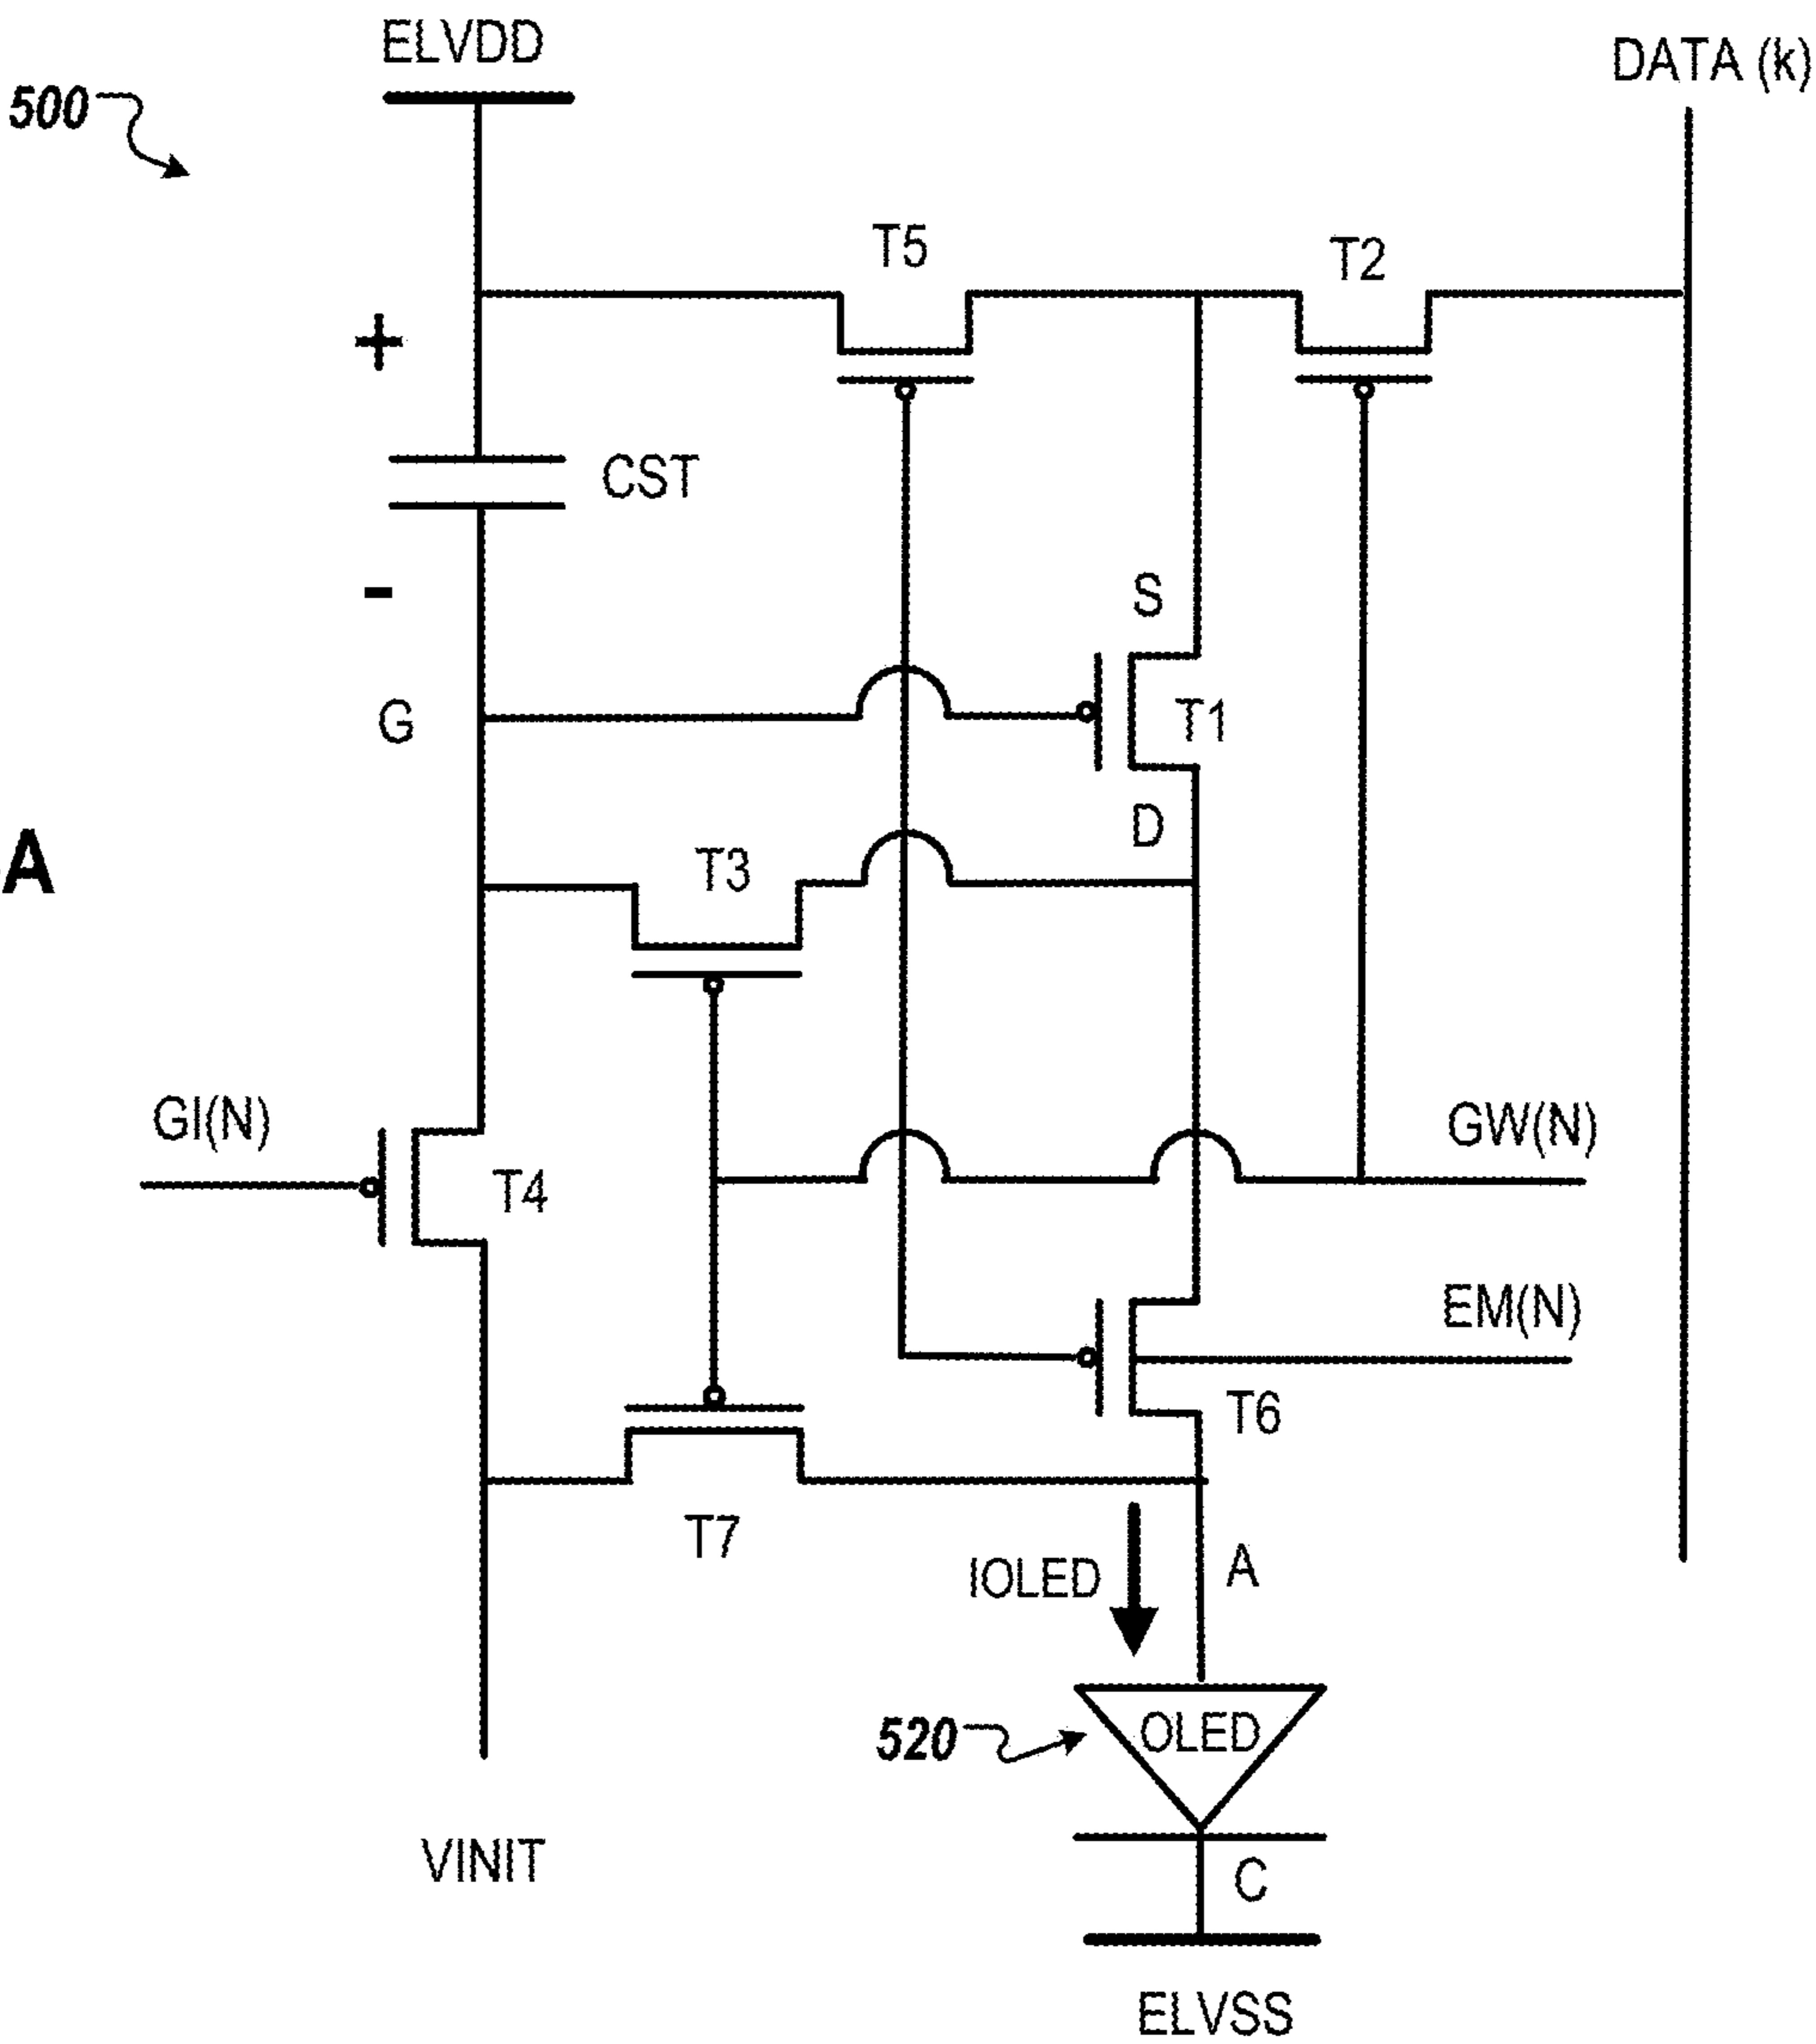 ELVDD
DATA (k)
500
T5
T2
+
CST
-
S
G
T1
D
A
T3
GI(N)
GW(N)
T4
EM(N)
T6
T7
IOLED
A
520
OLED
VINIT
C
ELVSS